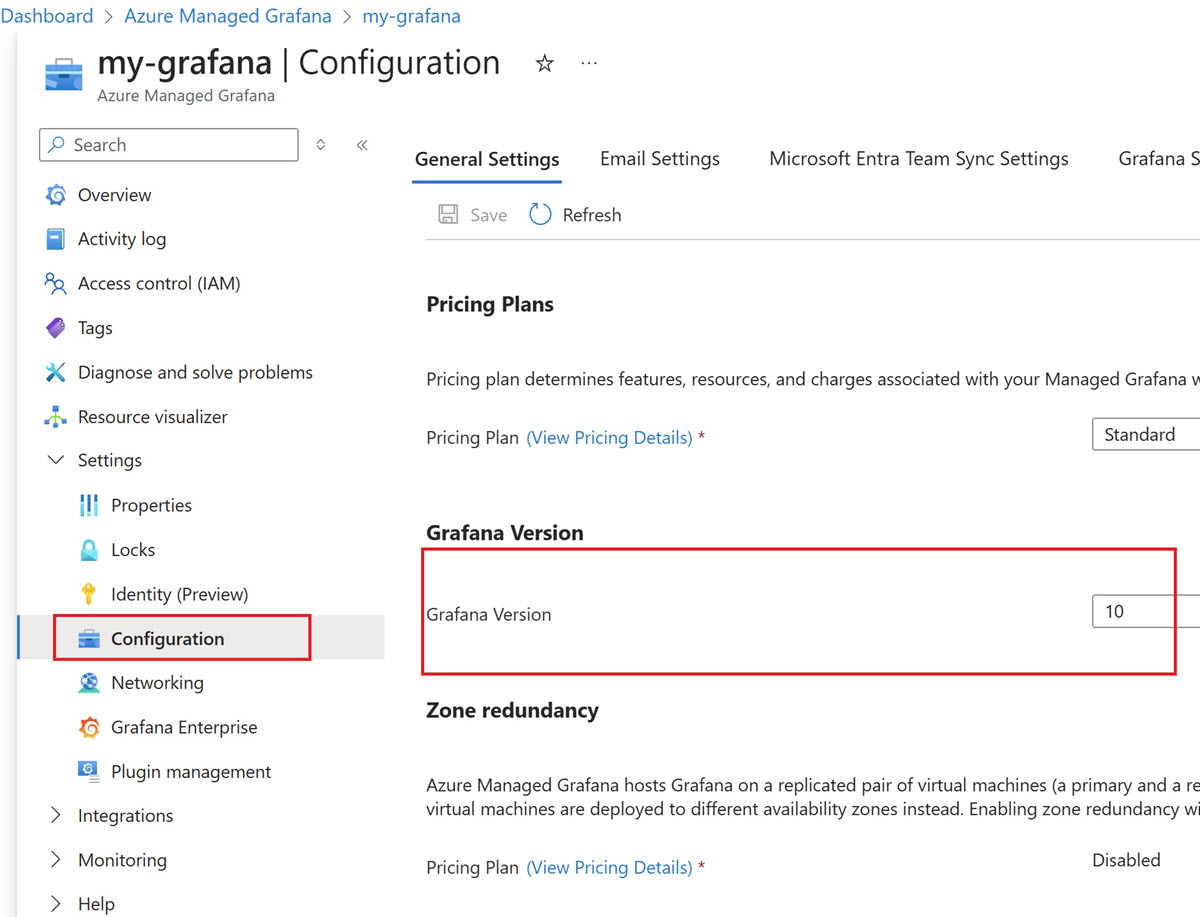 Dashboard > Azure Managed Grafana > my-grafana
my-grafana | Configuration
Azure Managed Grafana
Search
Overview
Activity log
Access control (IAM)
Tags
Diagnose and solve problems
Resource visualizer
Settings
Properties
Locks
Identity (Preview)
Configuration
Networking
Grafana Enterprise
Plugin management
Integrations
Monitoring
Help
General Settings Email Settings Microsoft Entra Team Sync Settings Grafana S
Save Refresh
Pricing Plans
Pricing plan determines features, resources, and charges associated with your Managed Grafana w
Pricing Plan (View Pricing Details) * Standard
Grafana Version
Grafana Version 10
Zone redundancy
Azure Managed Grafana hosts Grafana on a replicated pair of virtual machines (a primary and a re
virtual machines are deployed to different availability zones instead. Enabling zone redundancy wi
Pricing Plan (View Pricing Details) * Disabled